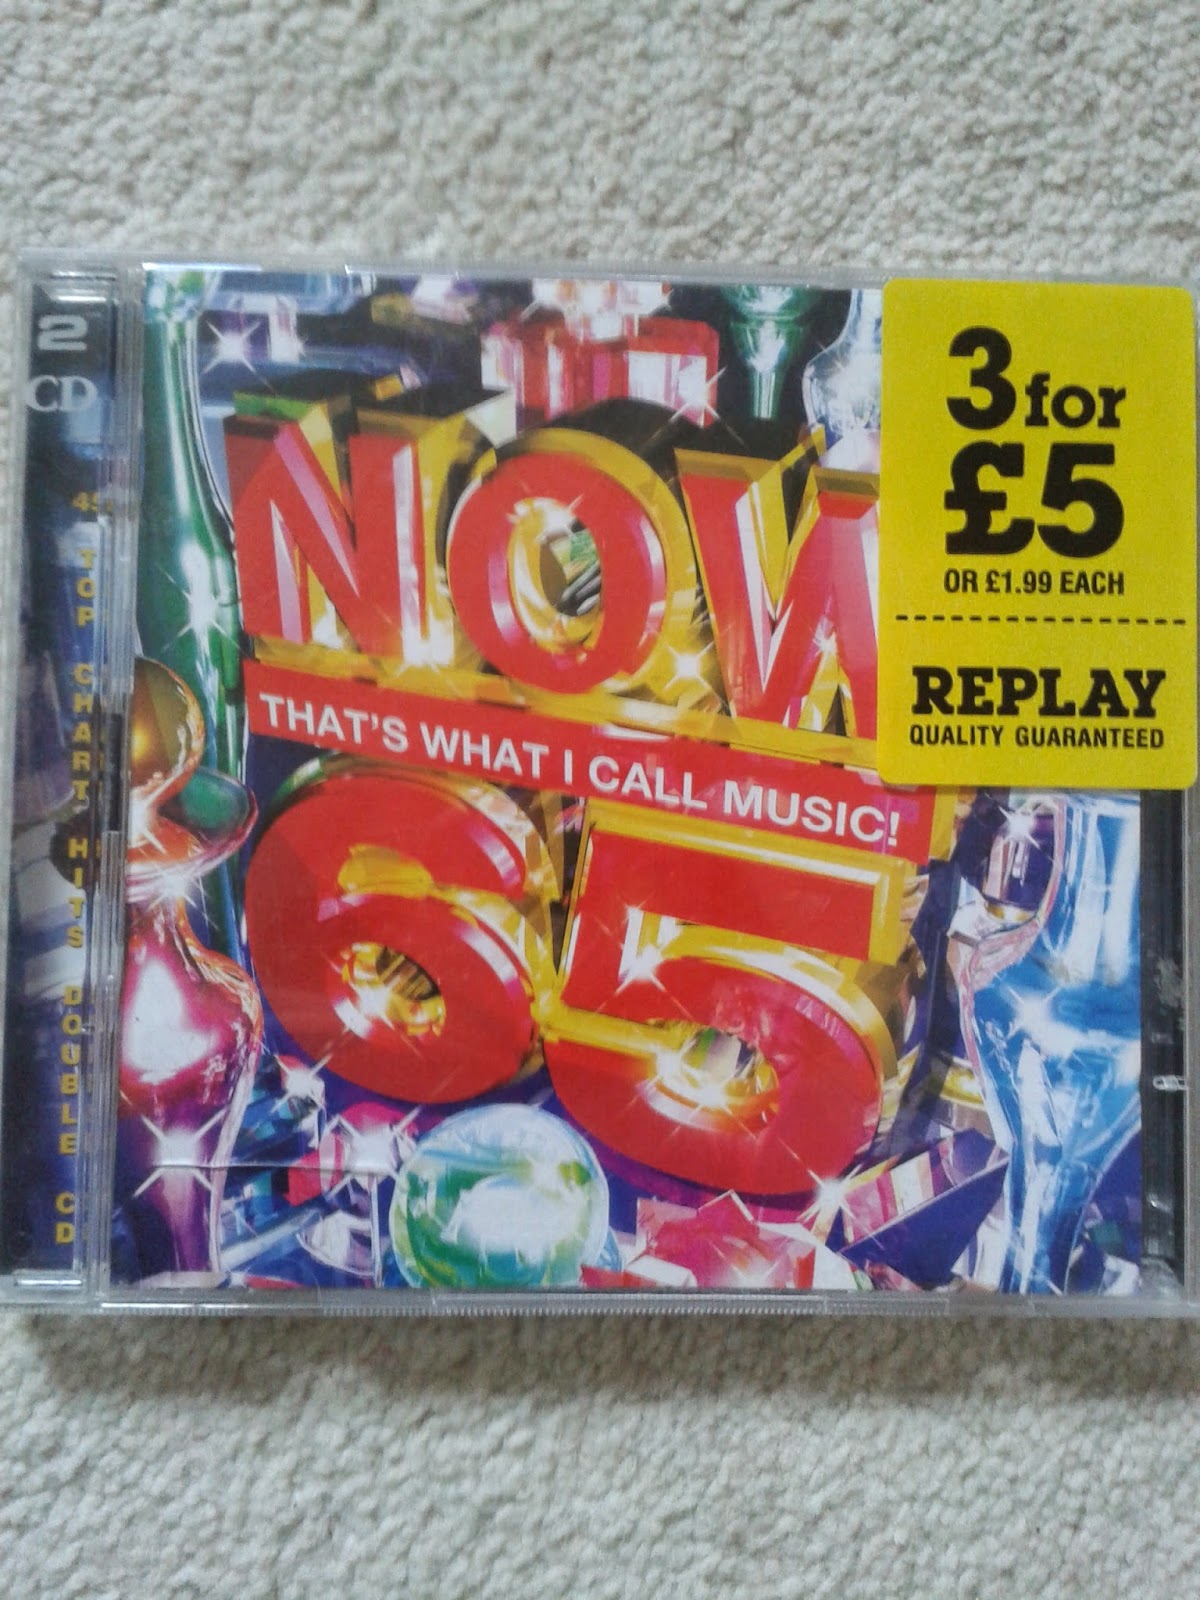 2
CD
45 TOP CHART HITS DOUBLE CD
NOW
THAT'S WHAT I CALL MUSIC!
65
3 for
£5
OR £1.99 EACH
REPLAY
QUALITY GUARANTEED